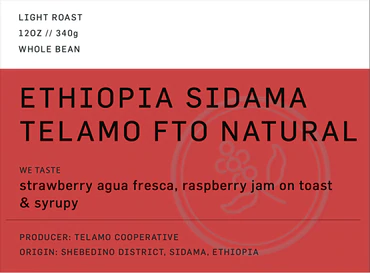 LIGHT ROAST
12OZ // 340g
WHOLE BEAN
ETHIOPIA SIDAMA
TELAMO FTO NATURAL
WE TASTE
strawberry agua fresca, raspberry jam on toast
& syrupy
PRODUCER: TELAMO COOPERATIVE
ORIGIN: SHEBEDINO DISTRICT, SIDAMA, ETHIOPIA